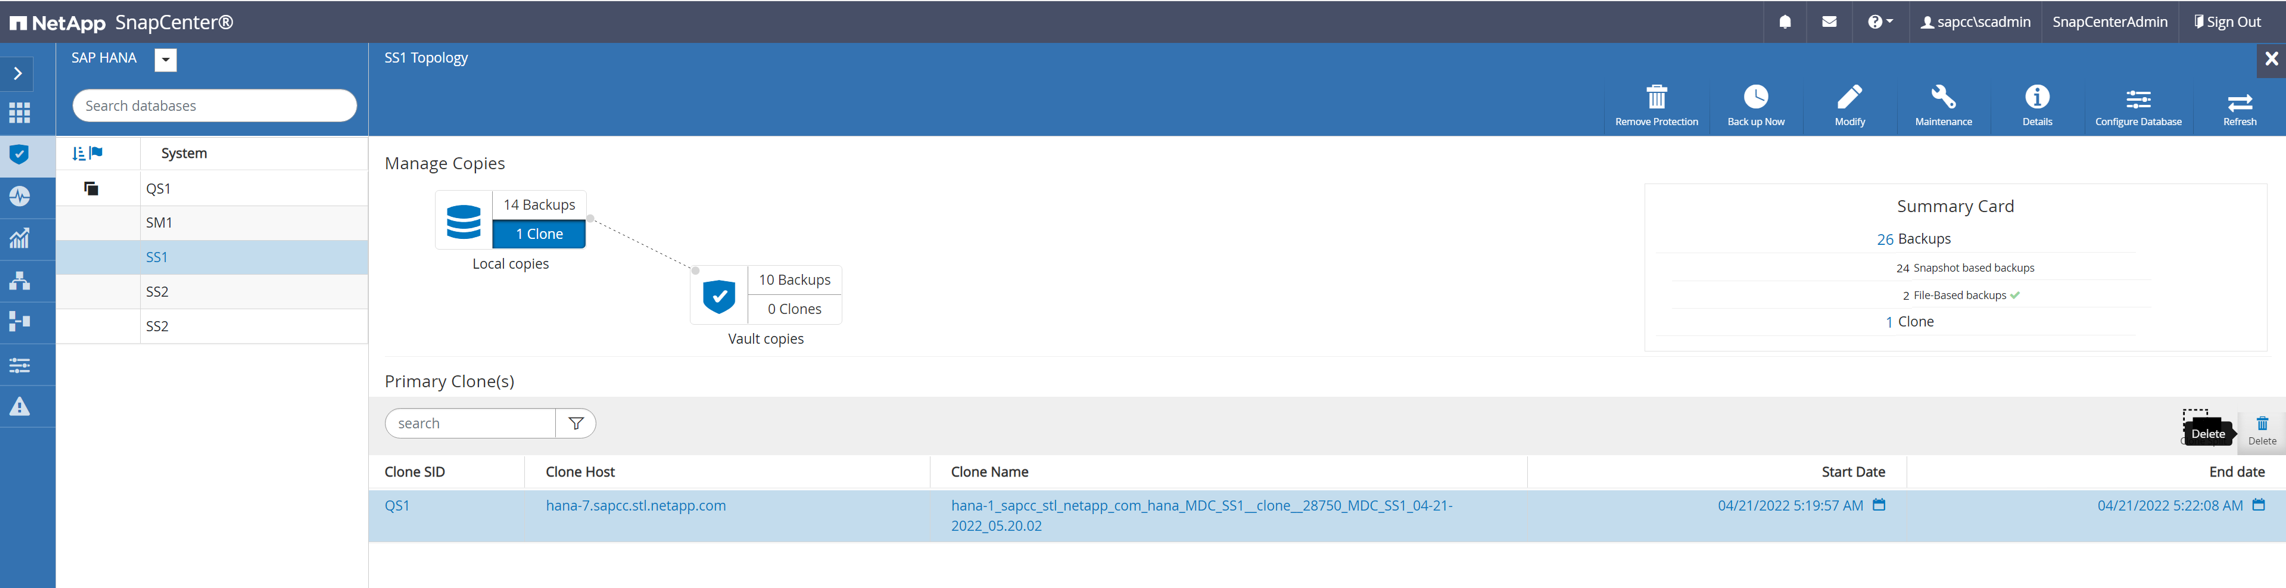 NetApp SnapCenter®
sapcc\scadmin
SnapCenterAdmin
Sign Out
SAP HANA
SS1 Topology
Search databases
Remove Protection
Back up Now
Modify
Maintenance
Details
Configure Database
Refresh
System
QS1
SM1
SS1
SS2
SS2
Manage Copies
14 Backups
1 Clone
Local copies
10 Backups
0 Clones
Vault copies
Summary Card
26 Backups
24 Snapshot based backups
2 File-Based backups
1 Clone
Primary Clone(s)
search
Delete
Delete
Clone SID
Clone Host
Clone Name
Start Date
End date
QS1
hana-7.sapcc.stl.netapp.com
hana-1_sapcc_stl_netapp_com_hana_MDC_SS1__clone__28750_MDC_SS1_04-21-
2022_05.20.02
04/21/2022 5:19:57 AM
04/21/2022 5:22:08 AM